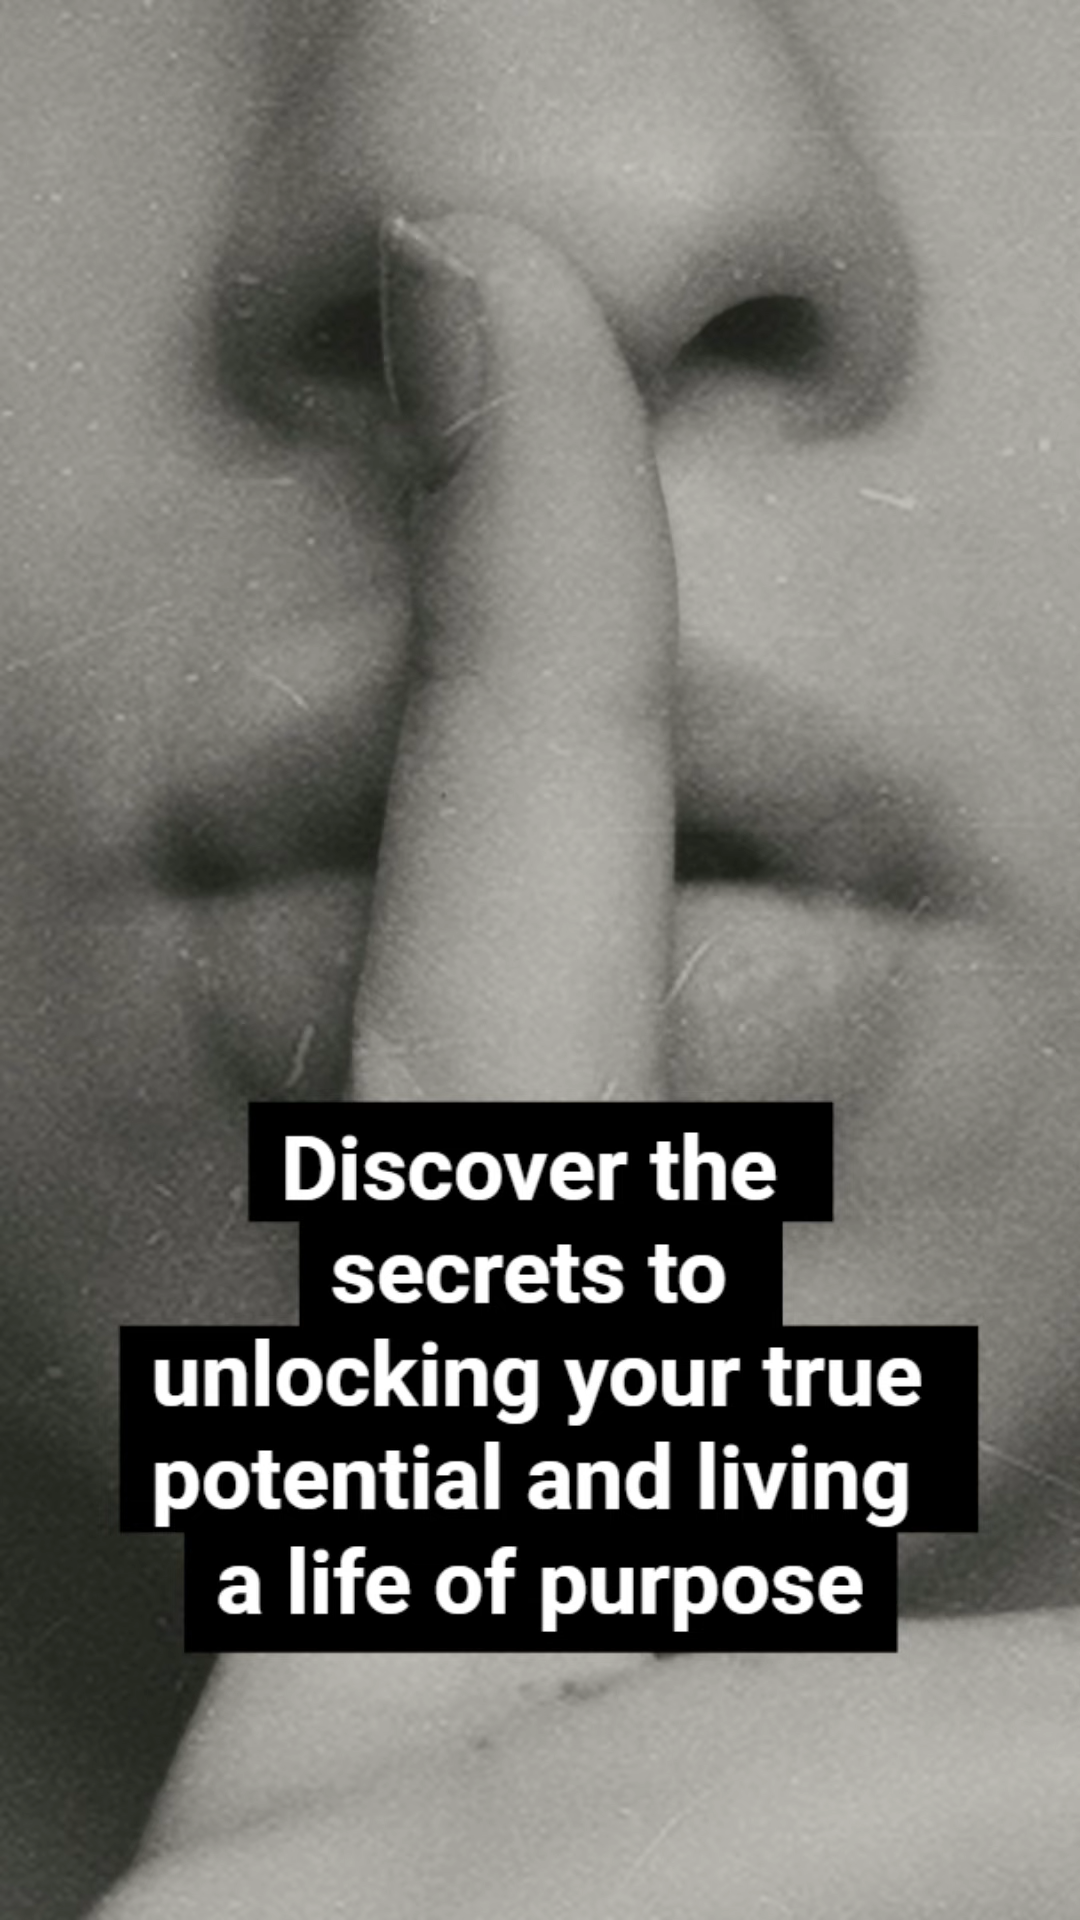 Discover the
secrets to
unlocking your true
potential and living
a life of purpose